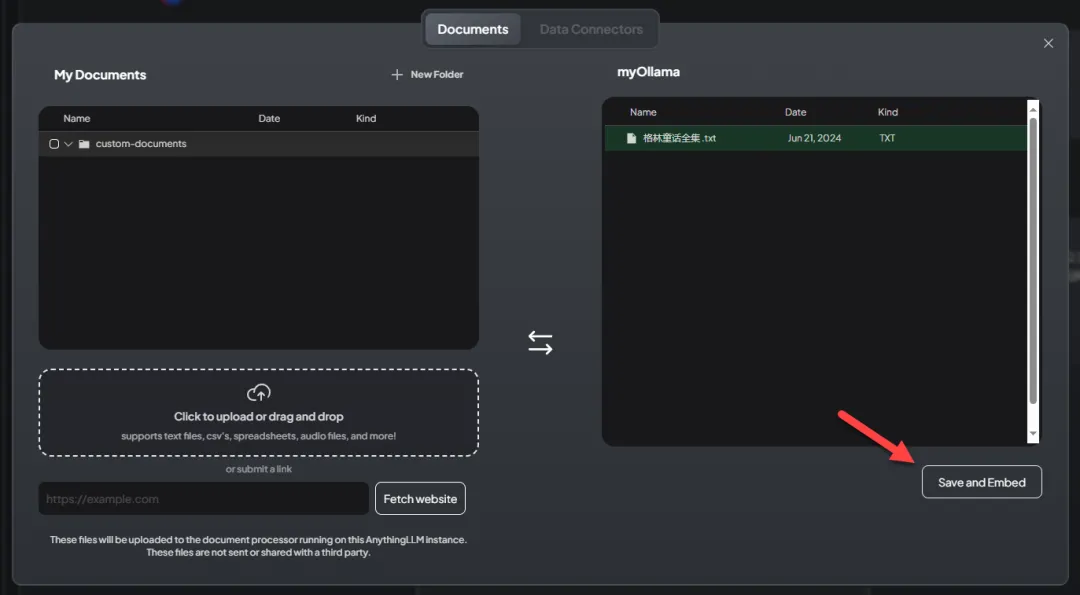 Documents
Data Connectors
My Documents
New Folder
Name Date Kind
custom-documents
Click to upload or drag and drop
supports text files, csv's, spreadsheets, audio files, and more!
or submit a link
https://example.com
Fetch website
These files will be uploaded to the document processor running on this AnythingLLM instance.
These files are not sent or shared with a third party.
myOllama
Name Date Kind
格林童话全集.txt Jun 21, 2024 TXT
Save and Embed